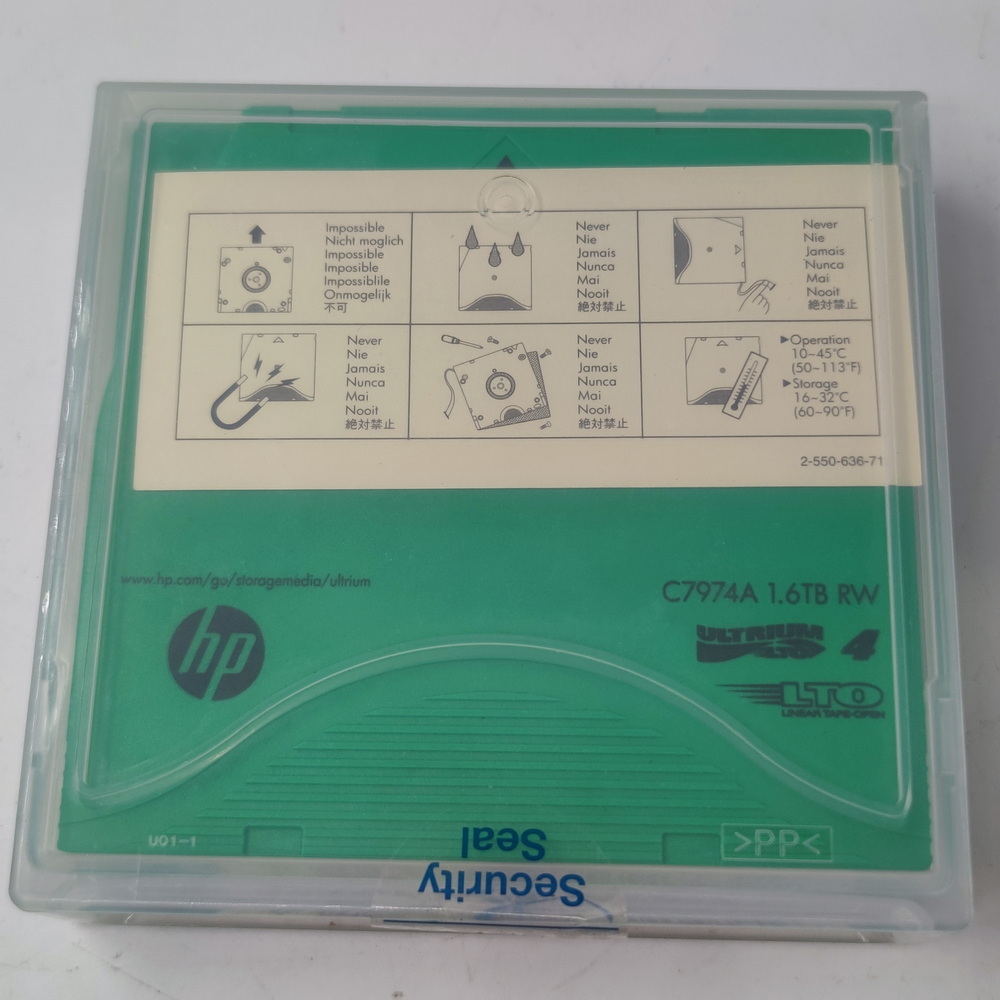 Impossible
Nicht moglich
Impossible
Imposible
Impossiblile
Onmogelijk
不可
Never
Nie
Jamais
Nunca
Mai
Nooit
絶対禁止
Never
Nie
Jamais
Nunca
Mai
Nooit
絶対禁止
Never
Nie
Jamais
Nunca
Mai
Nooit
絶対禁止
Never
Nie
Jamais
Nunca
Mai
Nooit
絶対禁止
▶Operation
10~45°C
(50~113°F)
▶Storage
16~32°C
(60~90°F)
2-550-636-71
www.hp.com/go/storagemedia/ultrium
hp
C7974A 1.6TB RW
ULTRIUM
LTO 4
LTO
LINEAR TAPE-OPEN
U01-1
>PP<
Security
Seal